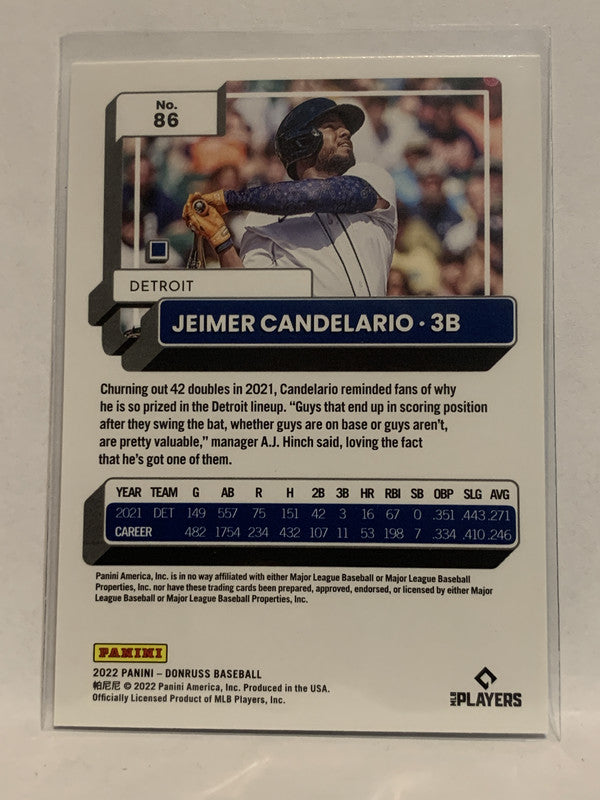 No.
86
DETROIT
JEIMER CANDELARIO · 3B
Churning out 42 doubles in 2021, Candelario reminded fans of why
he is so prized in the Detroit lineup. “Guys that end up in scoring position
after they swing the bat, whether guys are on base or guys aren’t,
are pretty valuable,” manager A.J. Hinch said, loving the fact
that he’s got one of them.
YEAR TEAM G AB R H 2B 3B HR RBI SB OBP SLG AVG
2021 DET 149 557 75 151 42 3 16 67 0 .351 .443 .271
CAREER 482 1754 234 432 107 11 53 198 7 .334 .410 .246
Panini America, Inc. is in no way affiliated with either Major League Baseball or Major League Baseball
Properties, Inc. nor have these trading cards been prepared, approved, endorsed, or licensed by either Major
League Baseball or Major League Baseball Properties, Inc.
PANINI
2022 PANINI – DONRUSS BASEBALL
帕尼尼 © 2022 Panini America, Inc. Produced in the USA.
Officially Licensed Product of MLB Players, Inc.
MLB PLAYERS